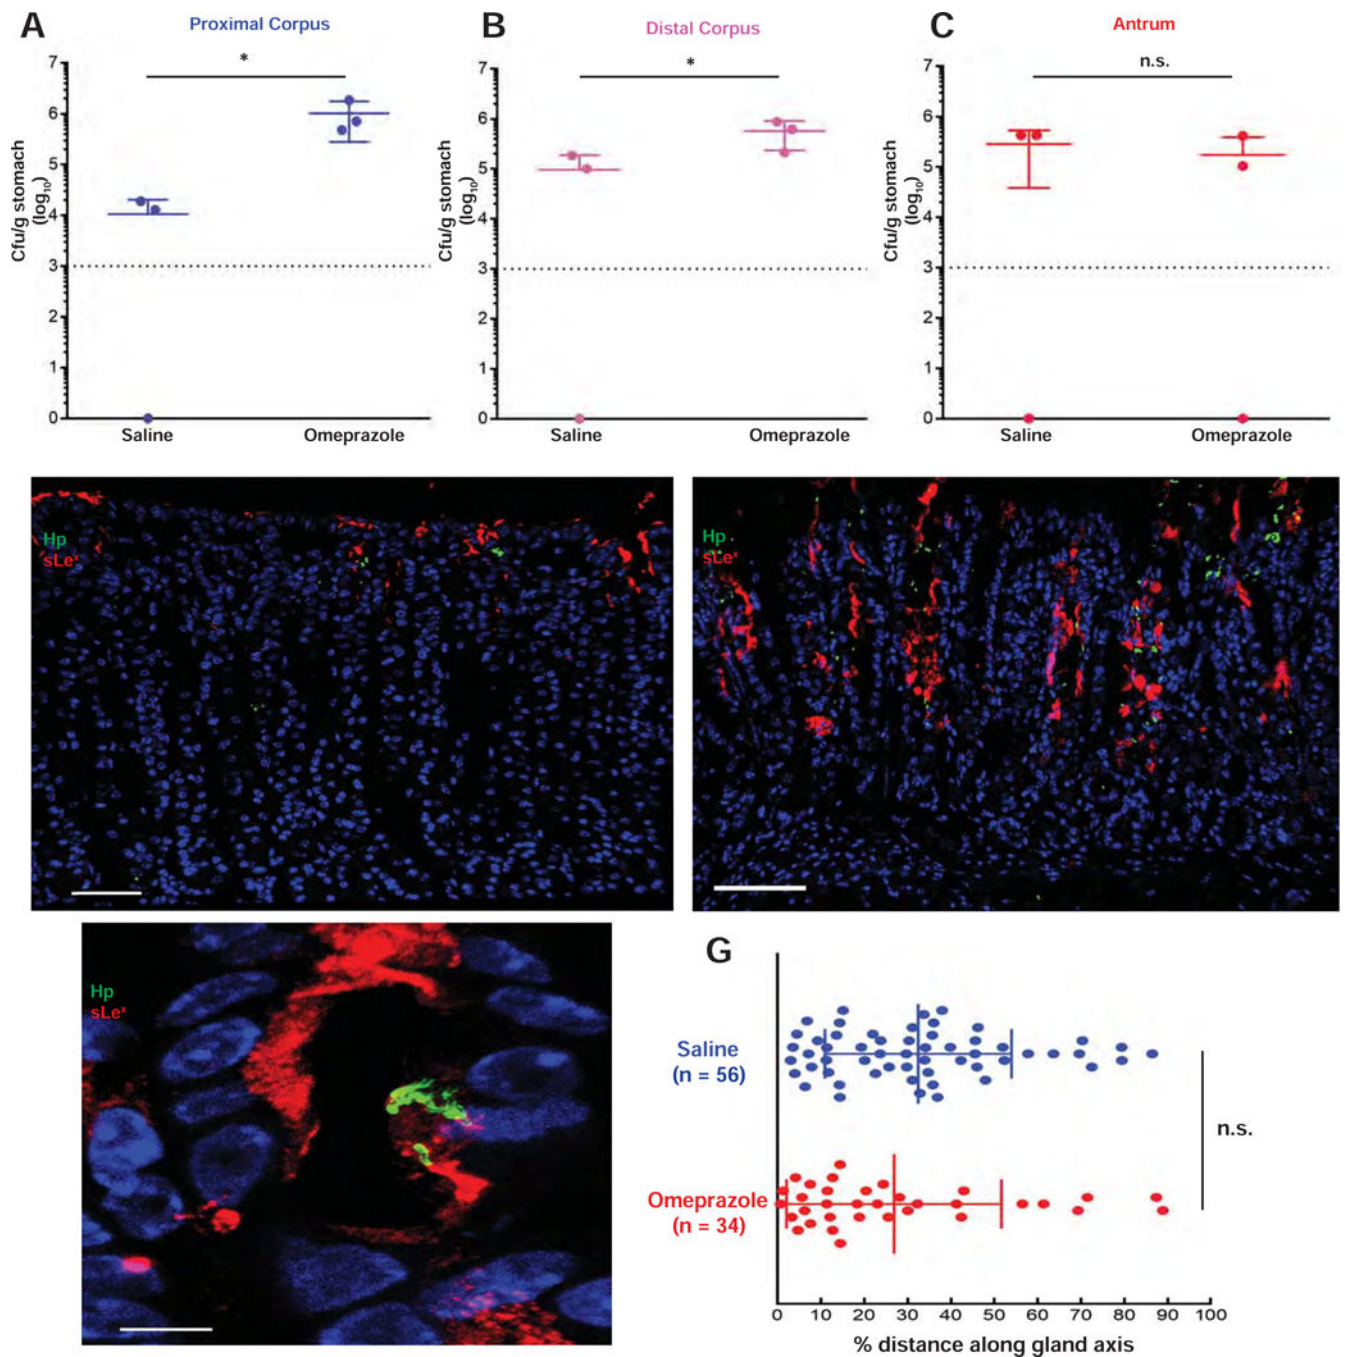 A
Proximal Corpus
B
Distal Corpus
C
Antrum
*
*
n.s.
7
6
5
4
3
2
1
0
Cfu/g stomach
(log₁₀)
Saline
Omeprazole
7
6
5
4
3
2
1
0
Cfu/g stomach
(log₁₀)
Saline
Omeprazole
7
6
5
4
3
2
1
0
Cfu/g stomach
(log₁₀)
Saline
Omeprazole
Hp
sLeˣ
Hp
sLeˣ
Hp
sLeˣ
G
Saline
(n = 56)
Omeprazole
(n = 34)
n.s.
0 10 20 30 40 50 60 70 80 90 100
% distance along gland axis